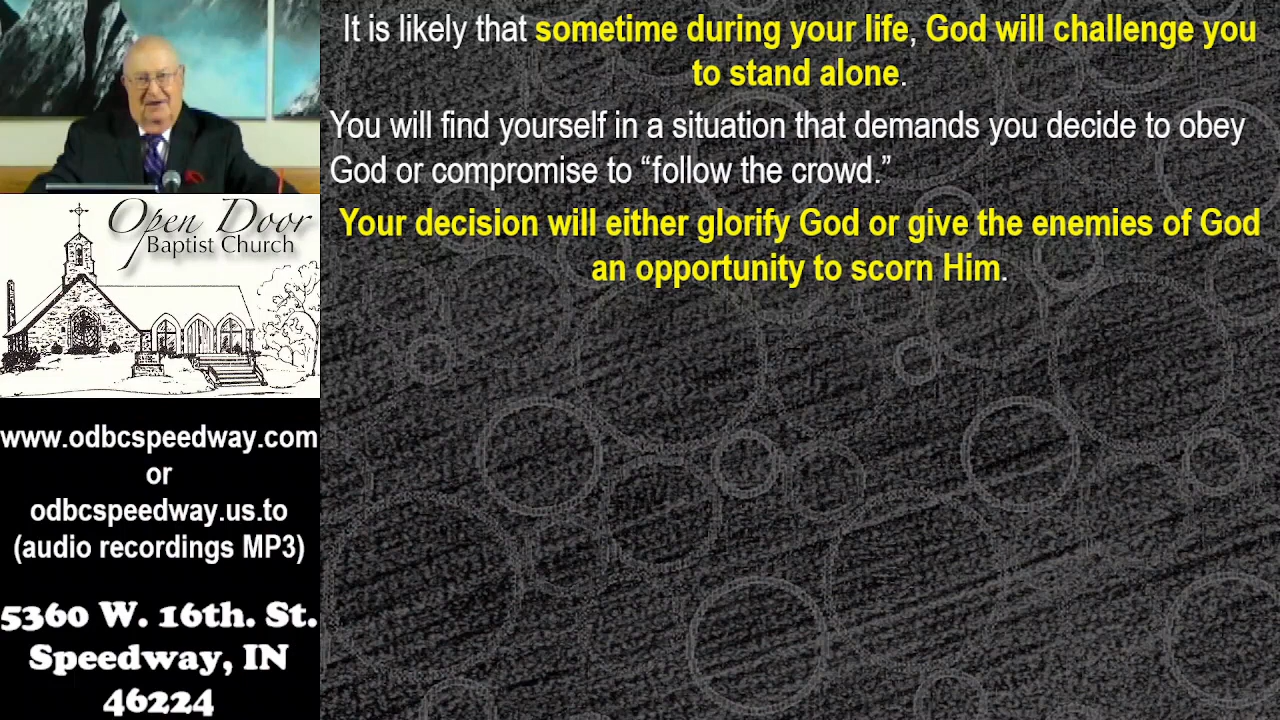 It is likely that sometime during your life, God will challenge you
to stand alone.
You will find yourself in a situation that demands you decide to obey
God or compromise to “follow the crowd.”
Your decision will either glorify God or give the enemies of God
an opportunity to scorn Him.
Open Door
Baptist Church
www.odbcspeedway.com
or
odbcspeedway.us.to
(audio recordings MP3)
5360 W. 16th. St.
Speedway, IN
46224